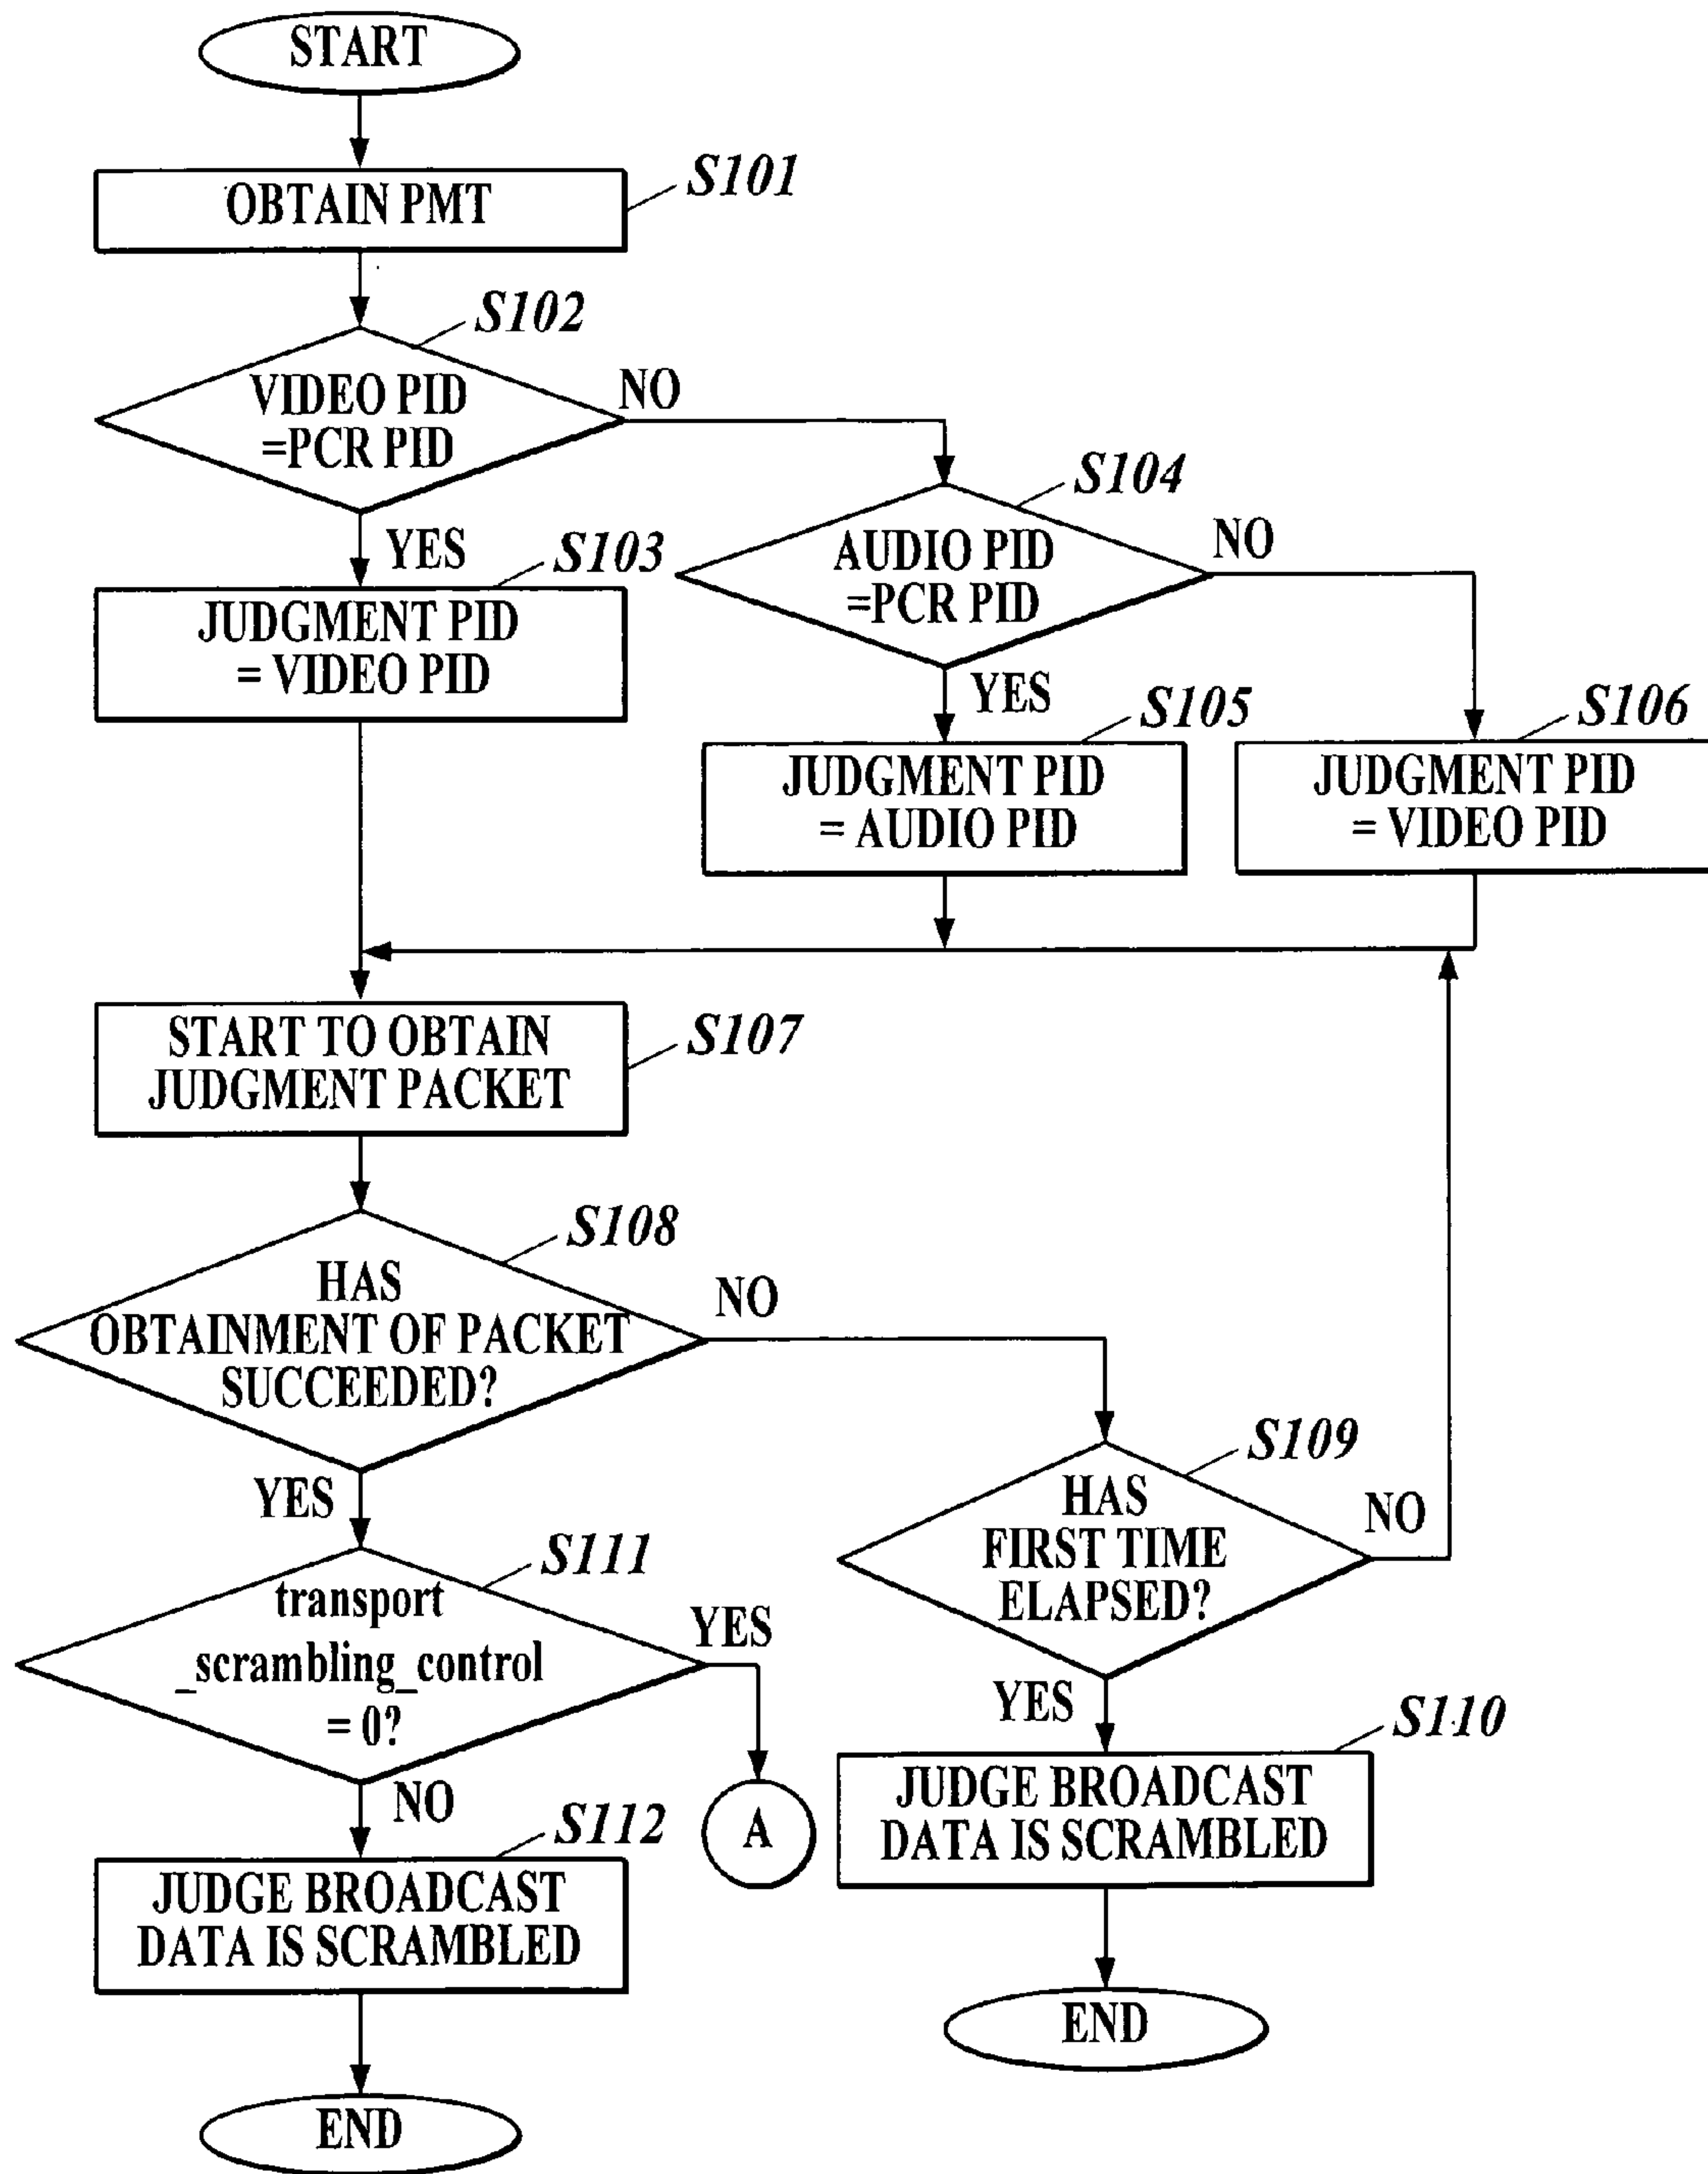 START
S101
OBTAIN PMT
S102
VIDEO PID
=PCR PID
NO
S104
AUDIO PID
=PCR PID
NO
YES
S103
JUDGMENT PID
= VIDEO PID
YES
S105
JUDGMENT PID
= AUDIO PID
S106
JUDGMENT PID
= VIDEO PID
START TO OBTAIN
JUDGMENT PACKET
S107
S108
HAS
OBTAINMENT OF PACKET
SUCCEEDED?
NO
S109
HAS
FIRST TIME
ELAPSED?
NO
YES
S111
transport
_scrambling_control
= 0?
YES
A
YES
S110
JUDGE BROADCAST
DATA IS SCRAMBLED
END
NO
S112
JUDGE BROADCAST
DATA IS SCRAMBLED
END